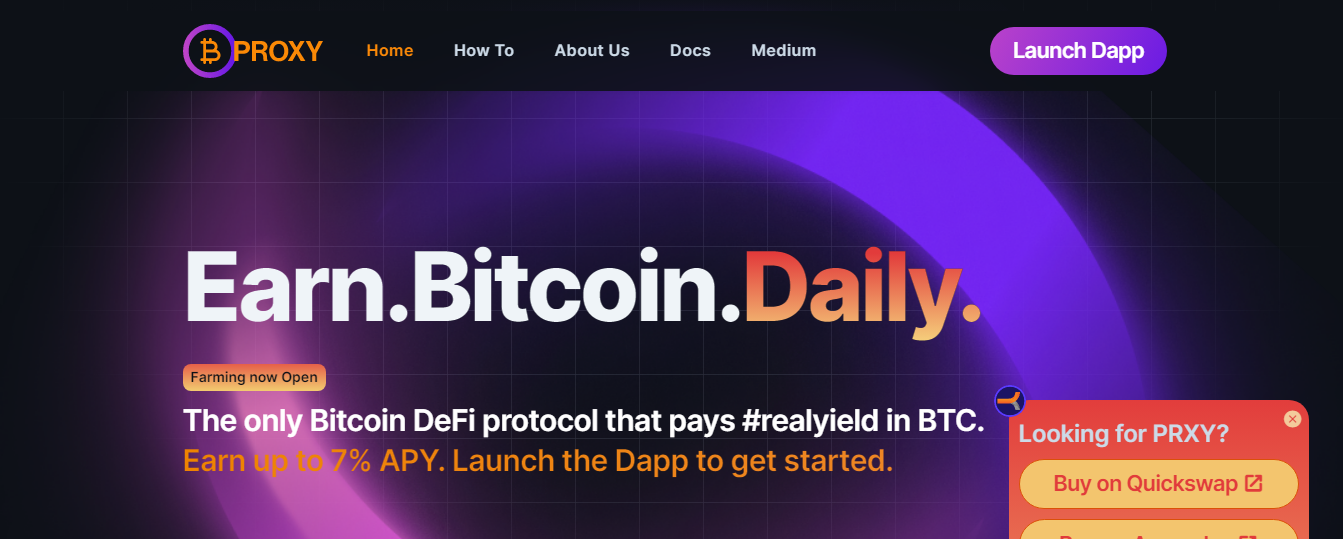 ₿ PROXY Home How To About Us Docs Medium Launch Dapp
Earn.Bitcoin.Daily.
Farming now Open
The only Bitcoin DeFi protocol that pays #realyield in BTC.
Earn up to 7% APY. Launch the Dapp to get started.
Looking for PRXY?
Buy on Quickswap